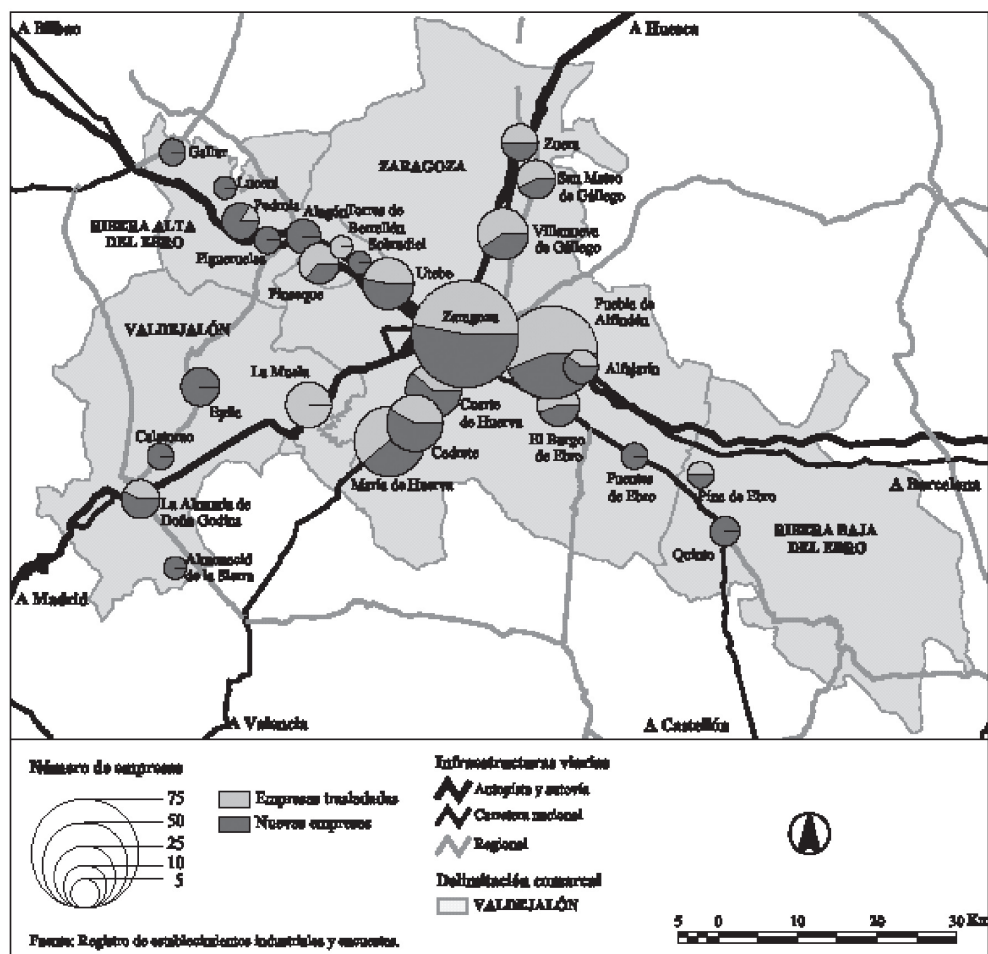 A Bilbao
A Huesca
Gallur
Zuera
ZARAGOZA
Luceni
San Mateo
de Gállego
Pedrola
Alagón
Torres de
Berrellén
RIBERA ALTA
DEL EBRO
Sobradiel
Villanueva
de Gállego
Figueruelas
Utebo
Pinseque
Zaragoza
Puebla de
Alfindén
VALDEJALÓN
La Muela
Alfajarín
Epila
Cuarte
de Huerva
El Burgo
de Ebro
Calatorao
Cadrete
María de Huerva
Fuentes
de Ebro
Pina de Ebro
A Barcelona
La Almunia de
Doña Godina
RIBERA BAJA
DEL EBRO
Quinto
Almonacid
de la Sierra
A Madrid
A Valencia
A Castellón
Número de empresas
75
50
25
10
5
Empresas trasladadas
Nuevas empresas
Infraestructuras viarias
Autopista y autovía
Carretera nacional
Regional
Delimitación comarcal
VALDEJALÓN
5 0 10 20 30 Km
Fuente: Registro de establecimientos industriales y encuestas.